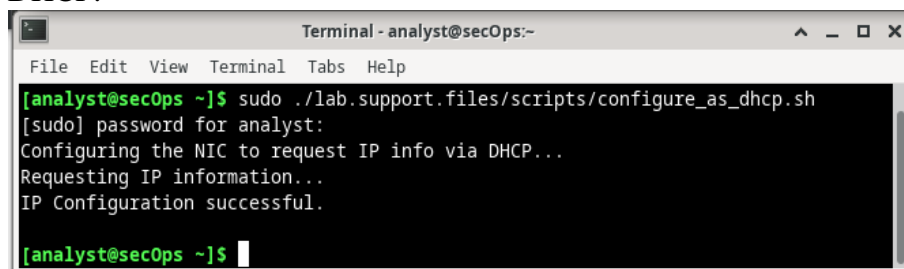 Terminal - analyst@secOps:~
File Edit View Terminal Tabs Help
[analyst@secOps ~]$ sudo ./lab.support.files/scripts/configure_as_dhcp.sh
[sudo] password for analyst:
Configuring the NIC to request IP info via DHCP...
Requesting IP information...
IP Configuration successful.
[analyst@secOps ~]$